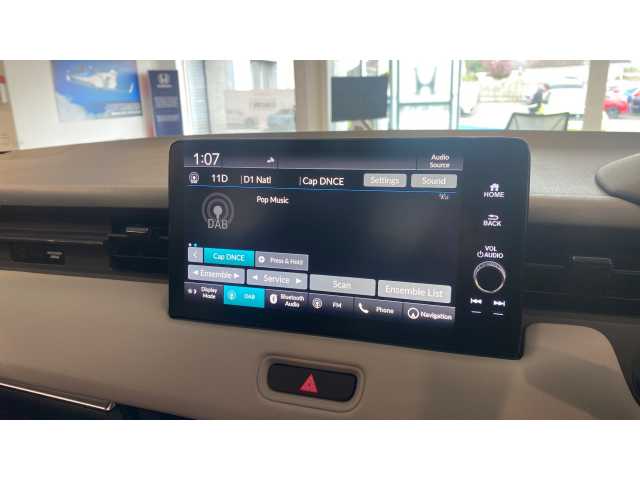 1:07
Audio Source
11D D1 Natl Cap DNCE Settings Sound
Pop Music
DAB
HOME
BACK
VOL
AUDIO
Cap DNCE Press & Hold
Ensemble Service Scan Ensemble List
Display Mode DAB Bluetooth Audio FM Phone Navigation